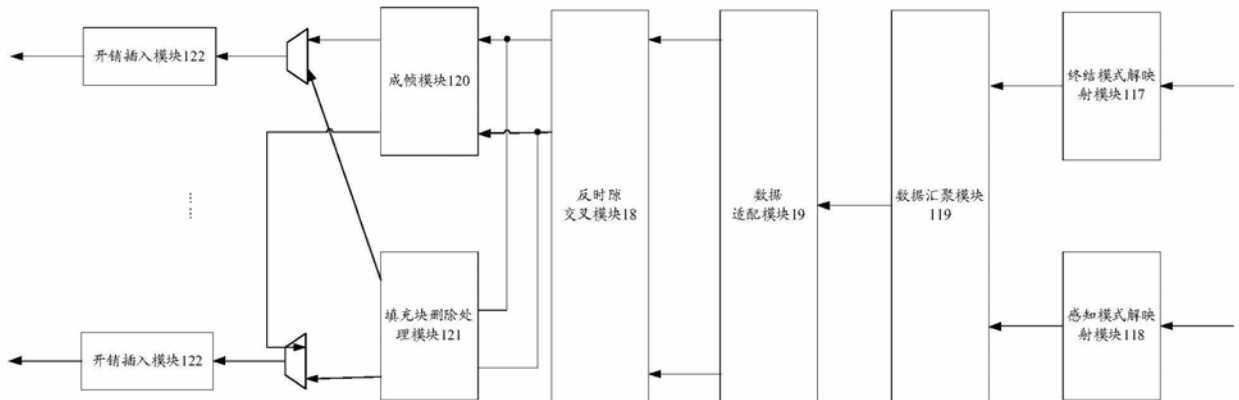 开销插入模块122
成帧模块120
终结模式解映
射模块117
反时隙
交叉模块18
数据
适配模块19
数据汇聚模块
119
填充块删除处
理模块121
感知模式解映
射模块118
开销插入模块122